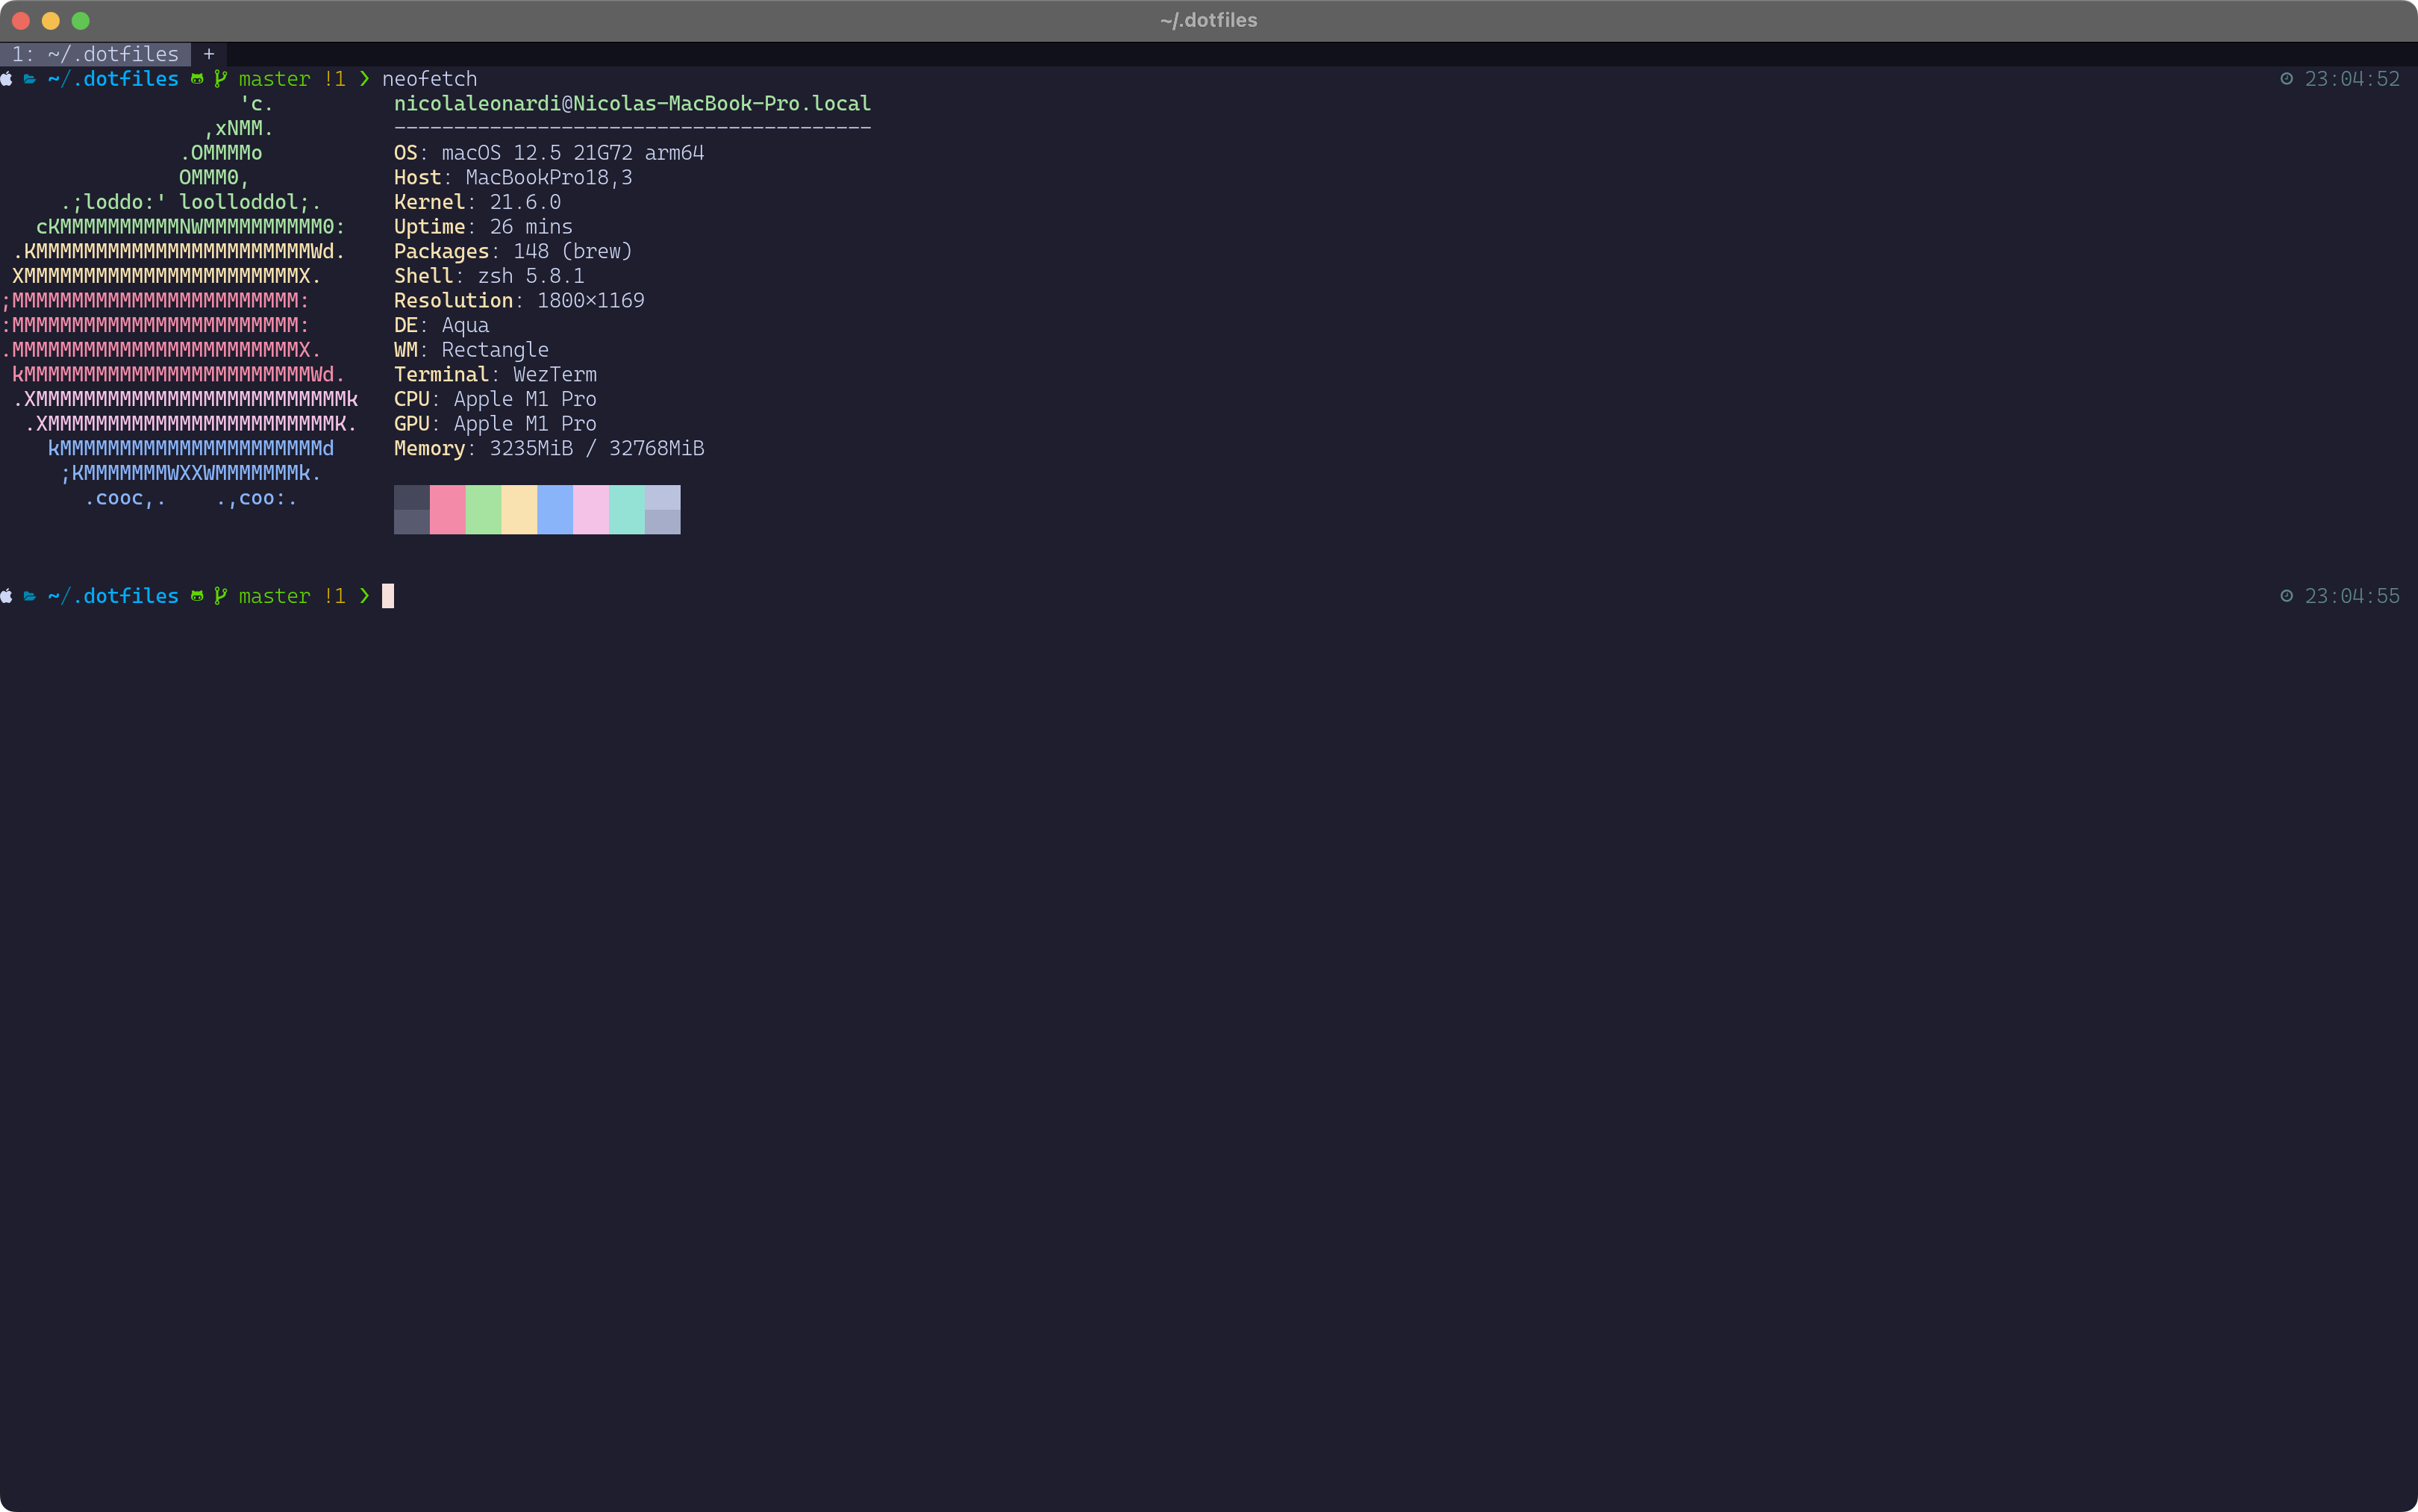 ~/.dotfiles
1: ~/.dotfiles +
~/.dotfiles master !1 ❯ neofetch 23:04:52
'c. nicolaleonardi@Nicolas-MacBook-Pro.local
,xNMM. ----------------------------------------
.OMMMMo OS: macOS 12.5 21G72 arm64
OMMM0, Host: MacBookPro18,3
.;loddo:' loolloddol;. Kernel: 21.6.0
cKMMMMMMMMMMNWMMMMMMMMMM0: Uptime: 26 mins
.KMMMMMMMMMMMMMMMMMMMMMMMWd. Packages: 148 (brew)
XMMMMMMMMMMMMMMMMMMMMMMMX. Shell: zsh 5.8.1
;MMMMMMMMMMMMMMMMMMMMMMMM: Resolution: 1800x1169
:MMMMMMMMMMMMMMMMMMMMMMMM: DE: Aqua
.MMMMMMMMMMMMMMMMMMMMMMMMX. WM: Rectangle
kMMMMMMMMMMMMMMMMMMMMMMMMWd. Terminal: WezTerm
.XMMMMMMMMMMMMMMMMMMMMMMMMMMk CPU: Apple M1 Pro
.XMMMMMMMMMMMMMMMMMMMMMMMMK. GPU: Apple M1 Pro
kMMMMMMMMMMMMMMMMMMMMMMd Memory: 3235MiB / 32768MiB
;KMMMMMMMWXXWMMMMMMMk.
.cooc,. .,coo:.
~/.dotfiles master !1 ❯ 23:04:55